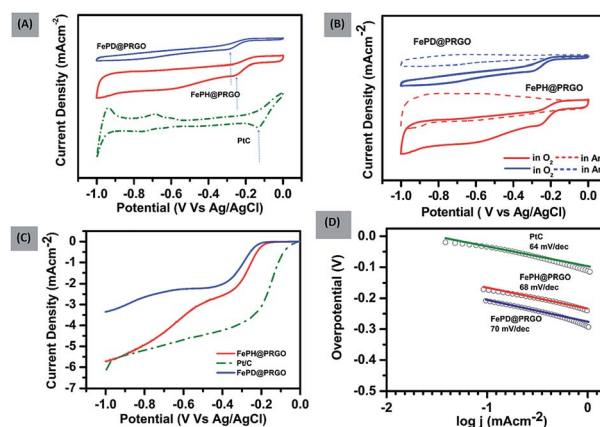 (A)
FePD@PRGO
FePH@PRGO
PtC
-1.0 -0.8 -0.6 -0.4 -0.2 0.0
Potential (V Vs Ag/AgCl)
Current Density (mAcm-2)
(B)
FePD@PRGO
FePH@PRGO
in O2 in Ar
in O2 in Ar
-1.0 -0.8 -0.6 -0.4 -0.2 0.0
Potential ( V vs Ag/AgCl)
Current Density (mAcm-2)
(C)
0
-1
-2
-3
-4
-5
-6
-7
FePH@PRGO
Pt/C
FePD@PRGO
-1.0 -0.8 -0.6 -0.4 -0.2 0.0
Potential (V Vs Ag/AgCl)
Current Density (mAcm-2)
(D)
0.0
-0.1
-0.2
-0.3
-0.4
-0.5
PtC
64 mV/dec
FePH@PRGO
68 mV/dec
FePD@PRGO
70 mV/dec
-2 -1 0
log j (mAcm-2)
Overpotential (V)